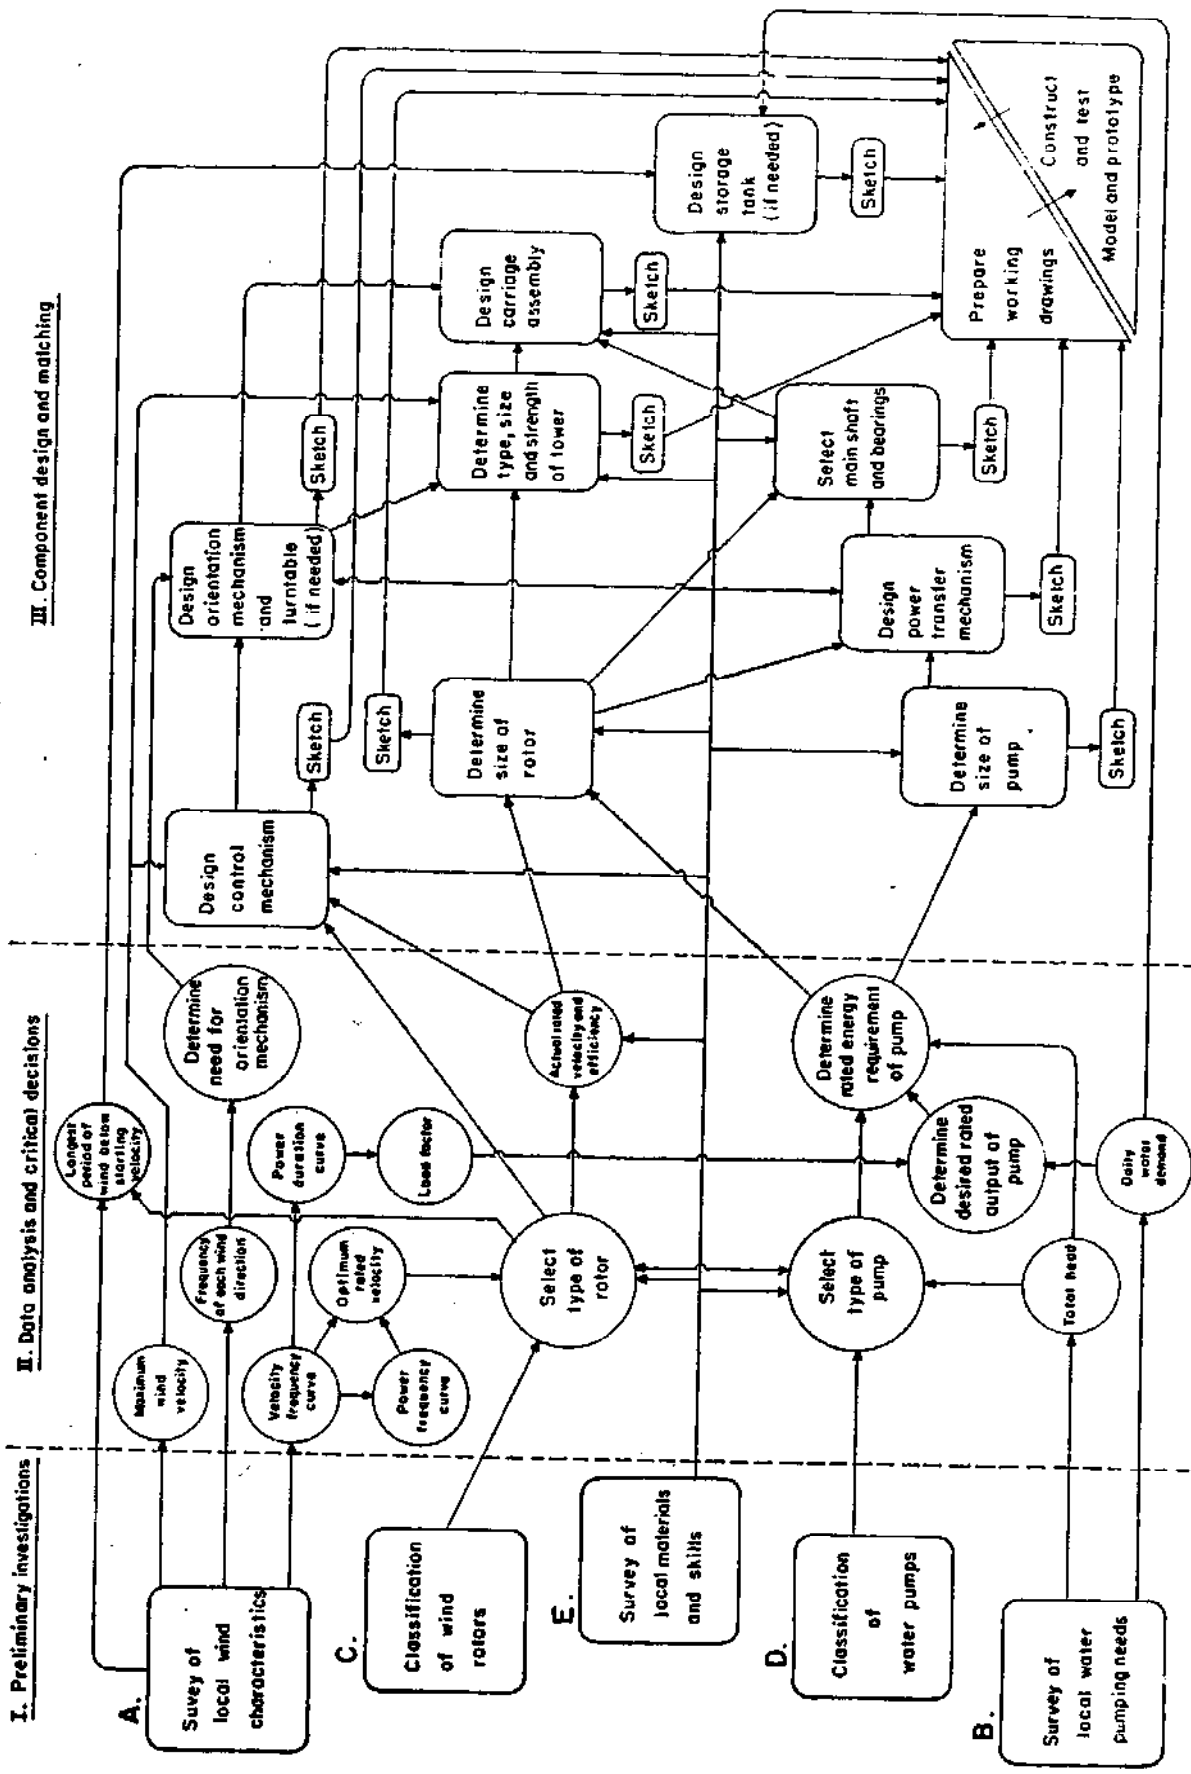 I. Preliminary investigations
II. Data analysis and critical decisions
III. Component design and matching
A.
Suvey of
local wind
characteristics
C.
Classification
of wind
rotors
E.
Survey of
local materials
and skills
D.
Classification
of
water pumps
B.
Survey of
local water
pumping needs
Longest
period of
wind below
starting
velocity
Maximum
wind
velocity
Frequency
of each wind
direction
Determine
need for
orientation
mechanism
Velocity
frequency
curve
Power
duration
curve
Optimum
rated
velocity
Power
frequency
curve
Load factor
Select
type of
rotor
Actual rated
velocity and
efficiency
Select
type of
pump
Determine
rated energy
requirement
of pump
Determine
desired rated
output of
pump
Total head
Daily
water
demand
Design
control
mechanism
Sketch
Design
orientation
mechanism
and
turntable
(if needed)
Sketch
Sketch
Determine
size of
rotor
Determine
type, size
and strength
of tower
Sketch
Design
carriage
assembly
Sketch
Design
storage
tank
(if needed)
Sketch
Select
main shaft
and bearings
Sketch
Design
power
transfer
mechanism
Sketch
Determine
size of
pump
Sketch
Prepare
working
drawings
Construct
and test
Model and prototype